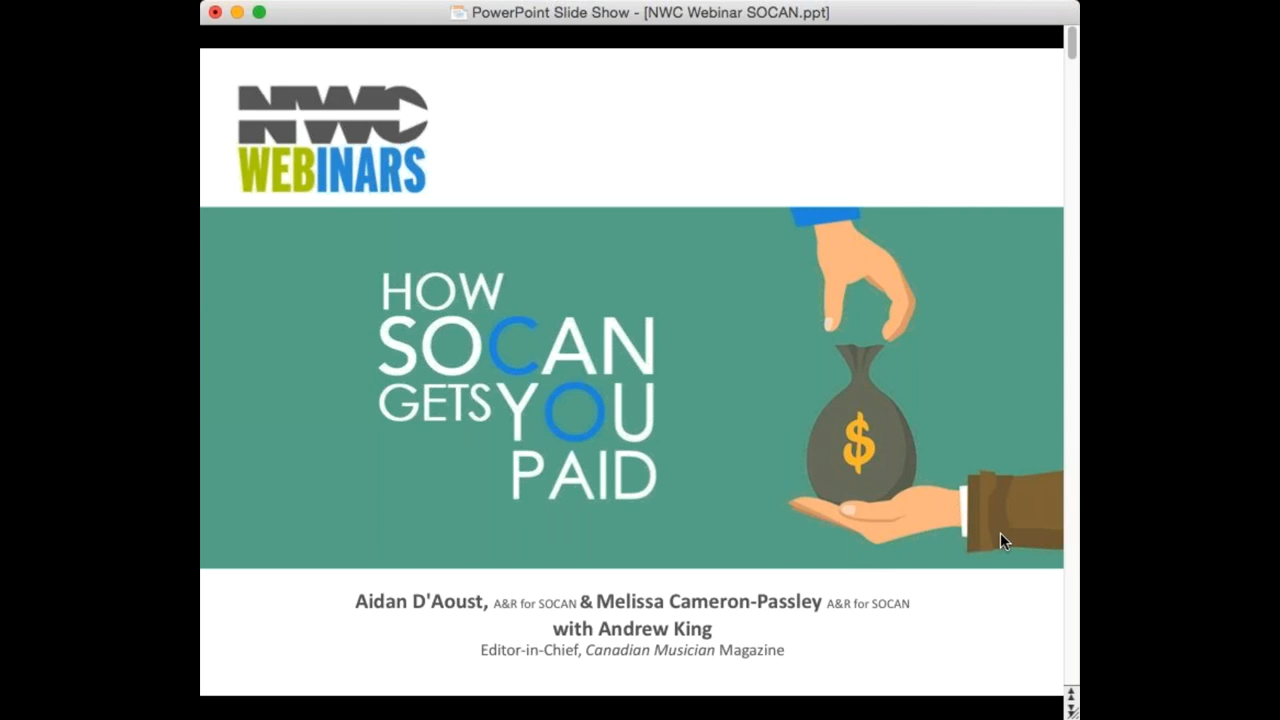 PowerPoint Slide Show - [NWC Webinar SOCAN.ppt]
NWC
WEBINARS
HOW
SOCAN
GETS YOU
PAID
$
Aidan D'Aoust, A&R for SOCAN & Melissa Cameron-Passley A&R for SOCAN
with Andrew King
Editor-in-Chief, Canadian Musician Magazine